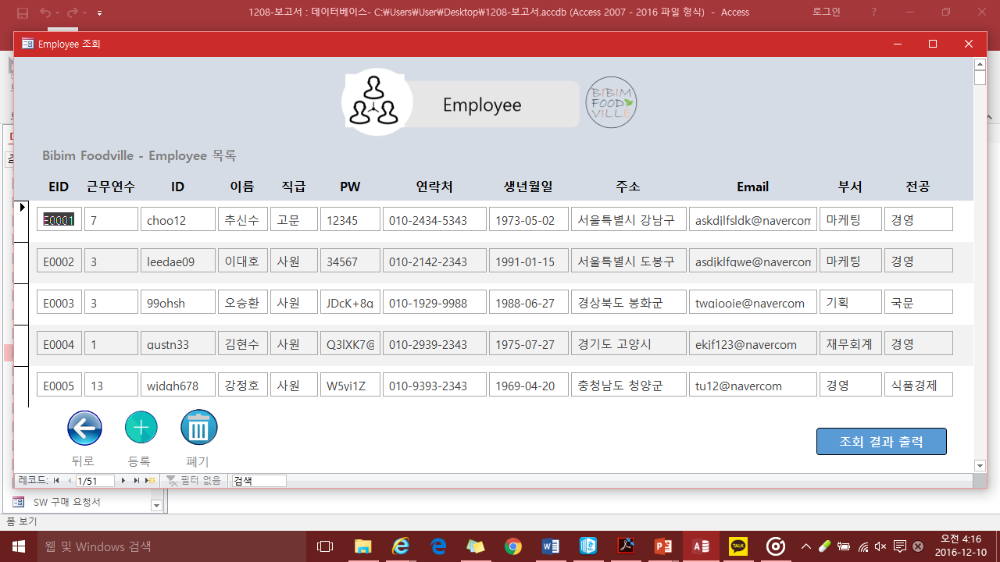 1208-보고서 : 데이터베이스- C:₩Users₩User₩Desktop₩1208-보고서.accdb (Access 2007 - 2016 파일 형식) - Access 로그인 ?
Employee 조회
Employee
BIBIM
FOOD
VILLE
Bibim Foodville - Employee 목록
EID 근무연수 ID 이름 직급 PW 연락처 생년월일 주소 Email 부서 전공
E0001 7 choo12 추신수 고문 12345 010-2434-5343 1973-05-02 서울특별시 강남구 askdjlfsldk@navercom 마케팅 경영
E0002 3 leedae09 이대호 사원 34567 010-2142-2343 1991-01-15 서울특별시 도봉구 asdjklfqwe@navercom 마케팅 경영
E0003 3 99ohsh 오승환 사원 JDcK+8g 010-1929-9988 1988-06-27 경상북도 봉화군 twgiooje@navercom 기획 국문
E0004 1 gustn33 김현수 사원 Q3lXK7@ 010-2939-2343 1975-07-27 경기도 고양시 ekjf123@navercom 재무회계 경영
E0005 13 wjdgh678 강정호 사원 W5vj1Z 010-9393-2343 1969-04-20 충청남도 청양군 tu12@navercom 경영 식품경제
뒤로 등록 폐기
조회 결과 출력
레코드: 1/51 필터 없음 검색
SW 구매 요청서
폼 보기
웹 및 Windows 검색
TALK
오전 4:16
2016-12-10